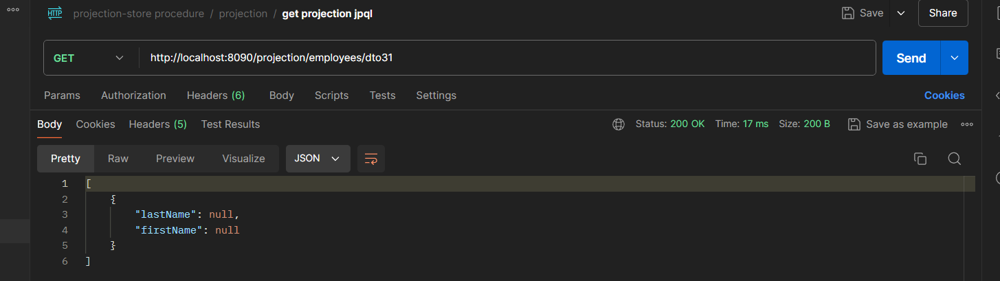 HTTP projection-store procedure / projection / get projection jpql Save Share
GET http://localhost:8090/projection/employees/dto31 Send
Params Authorization Headers (6) Body Scripts Tests Settings Cookies
Body Cookies Headers (5) Test Results Status: 200 OK Time: 17 ms Size: 200 B Save as example
Pretty Raw Preview Visualize JSON
1 [
2 {
3 "lastName": null,
4 "firstName": null
5 }
6 ]